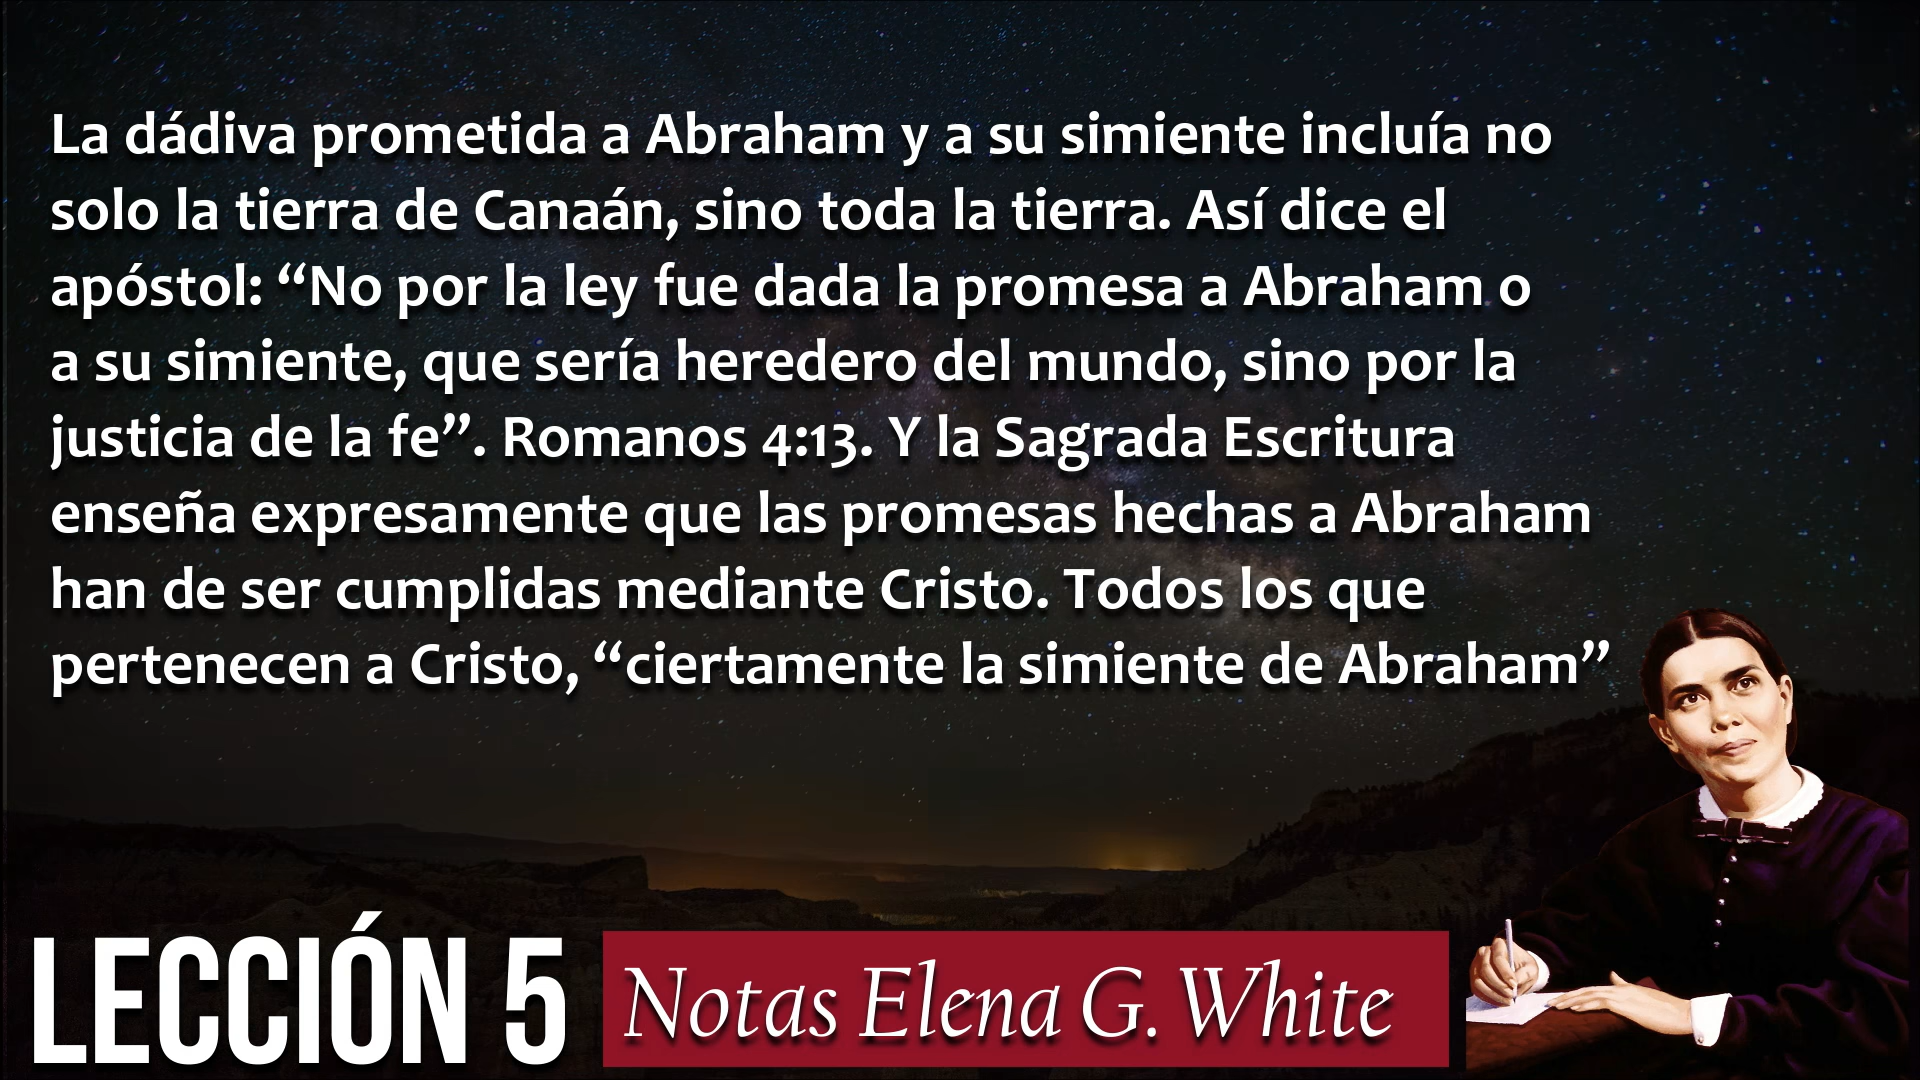 La dádiva prometida a Abraham y a su simiente incluía no
solo la tierra de Canaán, sino toda la tierra. Así dice el
apóstol: “No por la ley fue dada la promesa a Abraham o
a su simiente, que sería heredero del mundo, sino por la
justicia de la fe”. Romanos 4:13. Y la Sagrada Escritura
enseña expresamente que las promesas hechas a Abraham
han de ser cumplidas mediante Cristo. Todos los que
pertenecen a Cristo, “ciertamente la simiente de Abraham”
LECCIÓN 5
Notas Elena G. White